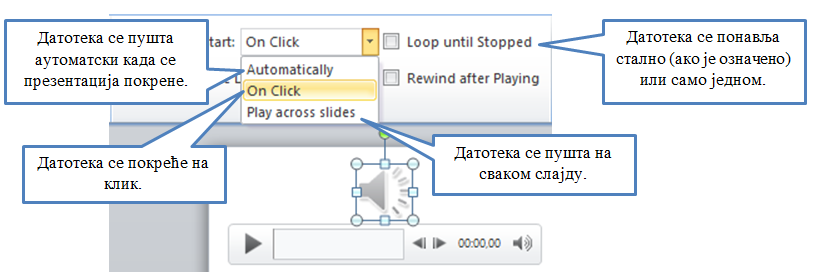 Датотека се пушта
аутоматски када се
презентација покрене.
tart: On Click
Loop until Stopped
Датотека се понавља
стално (ако је означено)
или само једном.
Automatically
On Click
Play across slides
Rewind after Playing
Датотека се покреће на
клик.
Датотека се пушта на
сваком слајду.
00:00,00